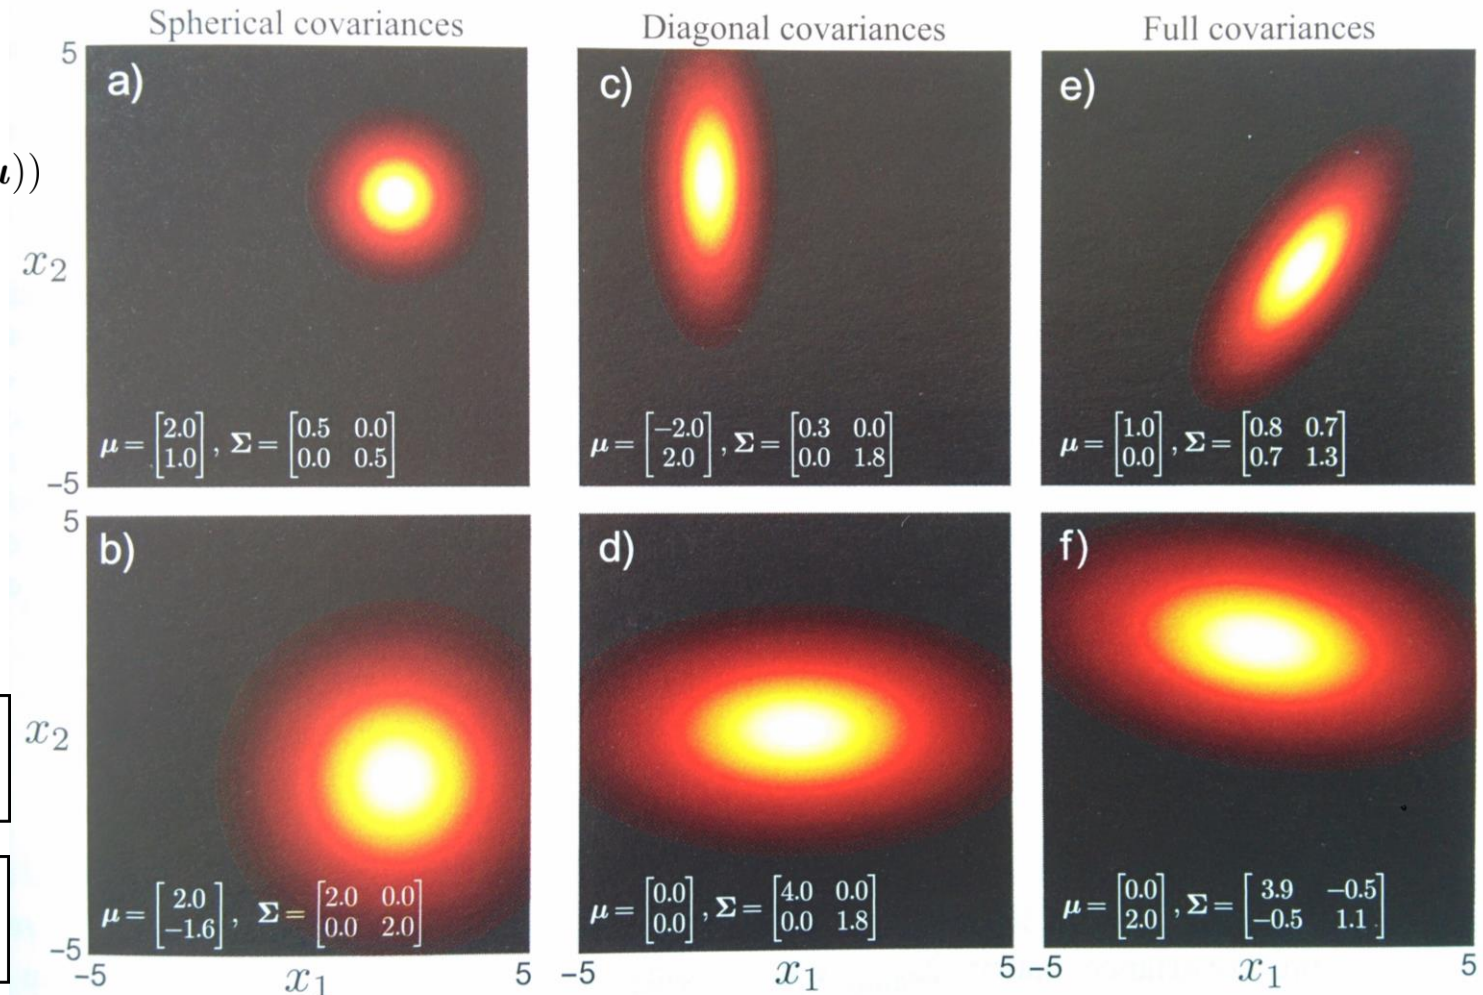 Spherical covariances
Diagonal covariances
Full covariances
5
a)
c)
e)
μ))
x₂
μ = [2.0 1.0], Σ = [0.5 0.0 0.0 0.5]
μ = [−2.0 2.0], Σ = [0.3 0.0 0.0 1.8]
μ = [1.0 0.0], Σ = [0.8 0.7 0.7 1.3]
−5
5
b)
d)
f)
x₂
μ = [2.0 −1.6], Σ = [2.0 0.0 0.0 2.0]
μ = [0.0 0.0], Σ = [4.0 0.0 0.0 1.8]
μ = [0.0 2.0], Σ = [3.9 −0.5 −0.5 1.1]
−5
−5 x₁ 5
−5 x₁ 5
−5 x₁ 5